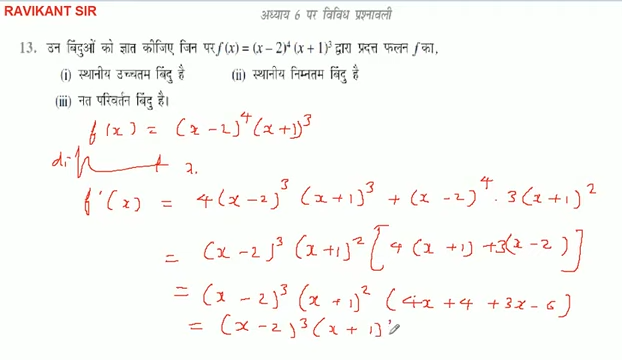 RAVIKANT SIR
अध्याय 6 पर विविध प्रश्नावली
13. उन बिंदुओं को ज्ञात कीजिए जिन पर f (x) = (x – 2)⁴ (x + 1)³ द्वारा प्रदत्त फलन f का,
(i) स्थानीय उच्चतम बिंदु है (ii) स्थानीय निम्नतम बिंदु है
(iii) नत परिवर्तन बिंदु है।
f(x) = (x-2)⁴(x+1)³
x.
f'(x) = 4(x-2)³ (x+1)³ + (x-2)⁴ · 3(x+1)²
= (x-2)³ (x+1)² [4(x+1) + 3(x-2)]
= (x-2)³ (x+1)² (4x + 4 + 3x - 6)
= (x-2)³ (x+1)